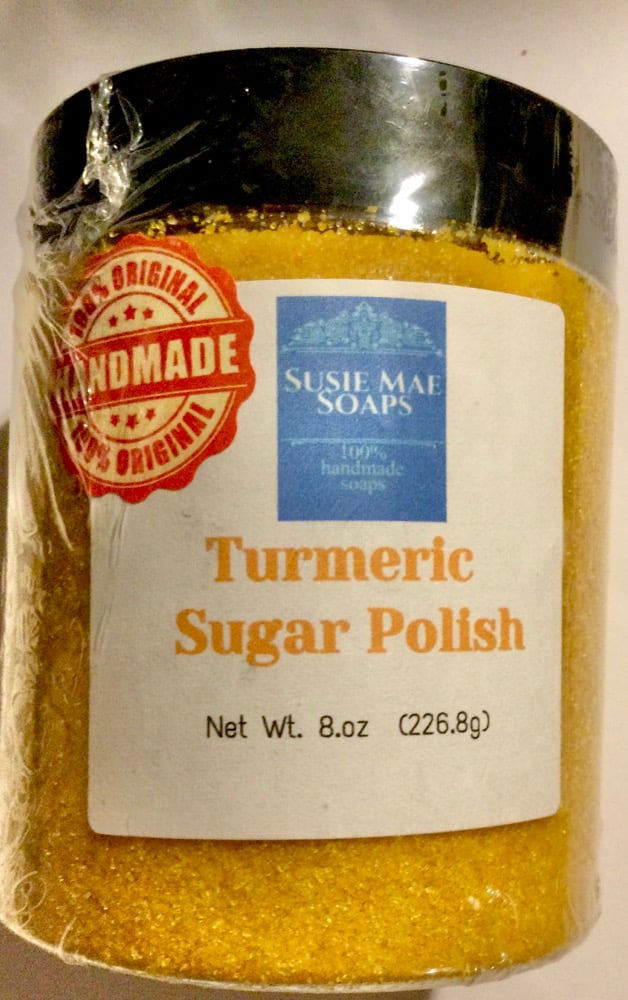 100% ORIGINAL
HANDMADE
100% ORIGINAL
SUSIE MAE
SOAPS
100%
handmade
soaps
Turmeric
Sugar Polish
Net Wt. 8.oz (226.8g)